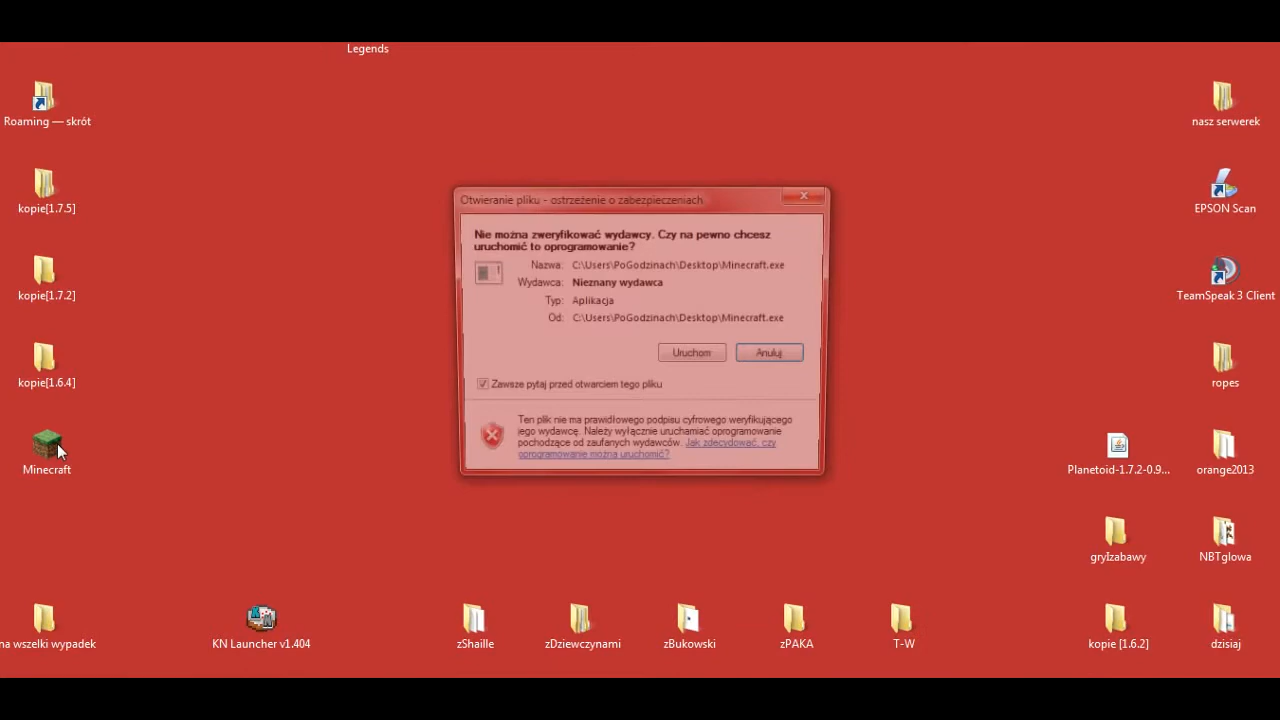 Legends
Roaming — skrót
nasz serwerek
kopie[1.7.5]
EPSON Scan
Otwieranie pliku - ostrzeżenie o zabezpieczeniach
Nie można zweryfikować wydawcy. Czy na pewno chcesz
uruchomić to oprogramowanie?
Nazwa: C:\Users\PoGodzinach\Desktop\Minecraft.exe
Wydawca: Nieznany wydawca
Typ: Aplikacja
Od: C:\Users\PoGodzinach\Desktop\Minecraft.exe
Uruchom Anuluj
Zawsze pytaj przed otwarciem tego pliku
Ten plik nie ma prawidłowego podpisu cyfrowego weryfikującego
jego wydawcę. Należy wyłącznie uruchamiać oprogramowanie
pochodzące od zaufanych wydawców. Jak zdecydować, czy
oprogramowanie można uruchomić?
kopie[1.7.2]
TeamSpeak 3 Client
kopie[1.6.4]
ropes
Minecraft
Planetoid-1.7.2-0.9...
orange2013
gryIzabawy
NBTglowa
na wszelki wypadek
KN Launcher v1.404
zShaille
zDziewczynami
zBukowski
zPAKA
T-W
kopie [1.6.2]
dzisiaj